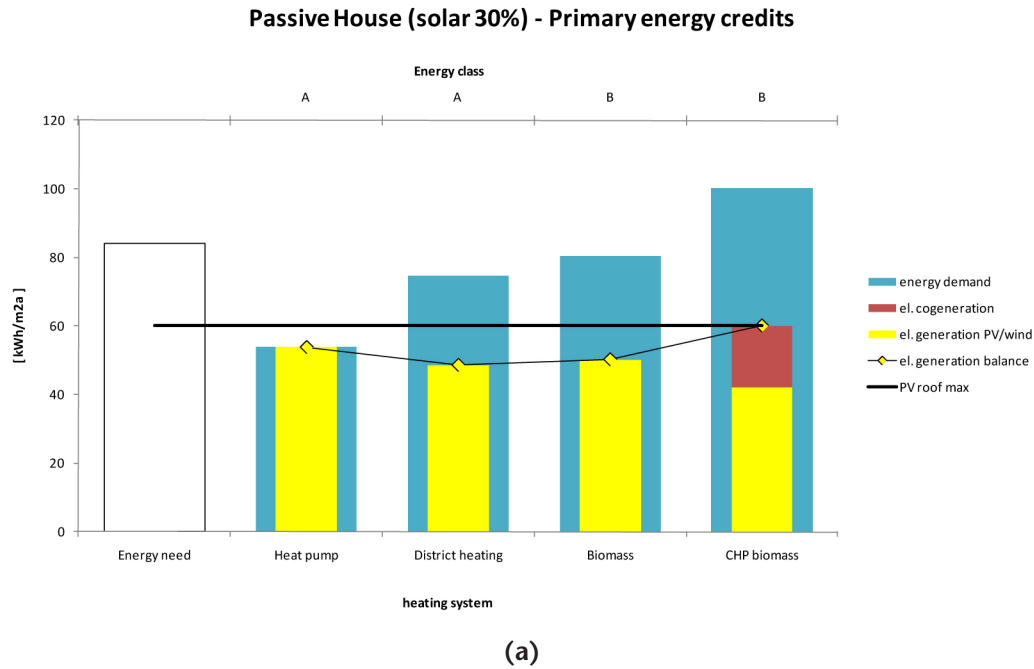 Passive House (solar 30%) - Primary energy credits
Energy class
A A B B
120
100
80
60
40
20
0
[ kWh/m2a ]
energy demand
el. cogeneration
el. generation PV/wind
el. generation balance
PV roof max
Energy need Heat pump District heating Biomass CHP biomass
heating system
(a)